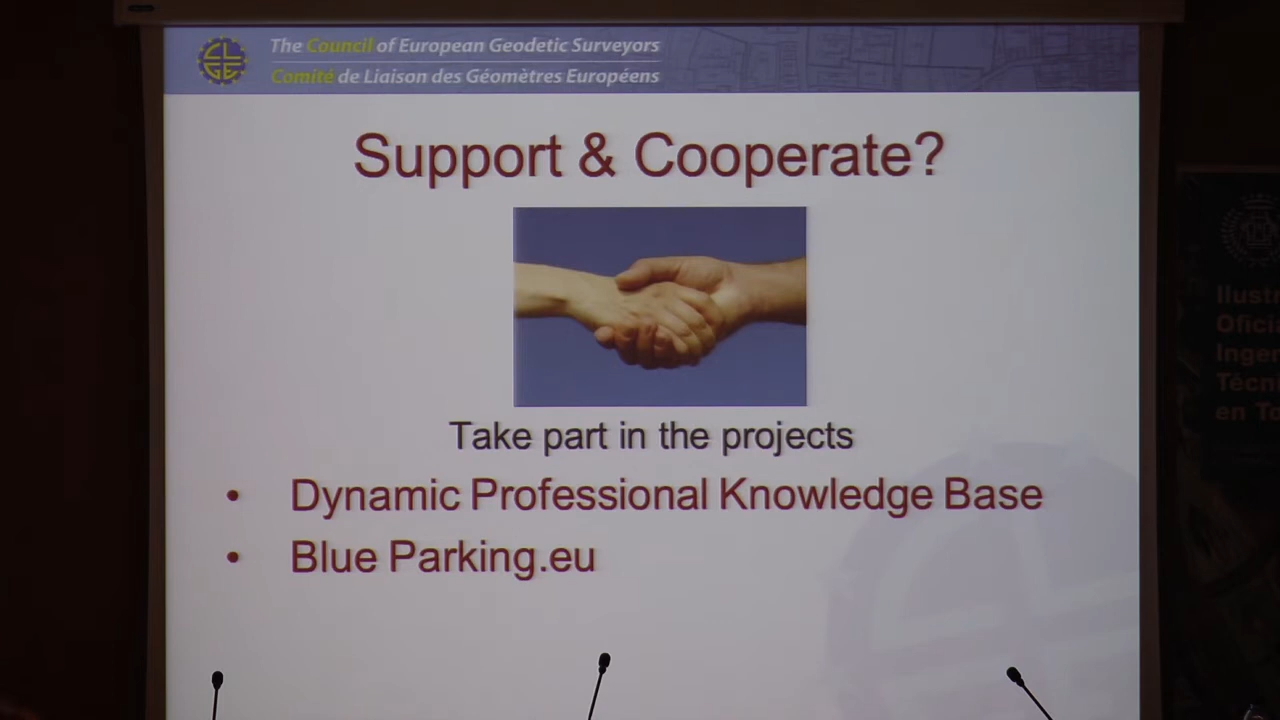 The Council of European Geodetic Surveyors
Comité de Liaison des Géomètres Européens
Support & Cooperate?
Take part in the projects
• Dynamic Professional Knowledge Base
• Blue Parking.eu